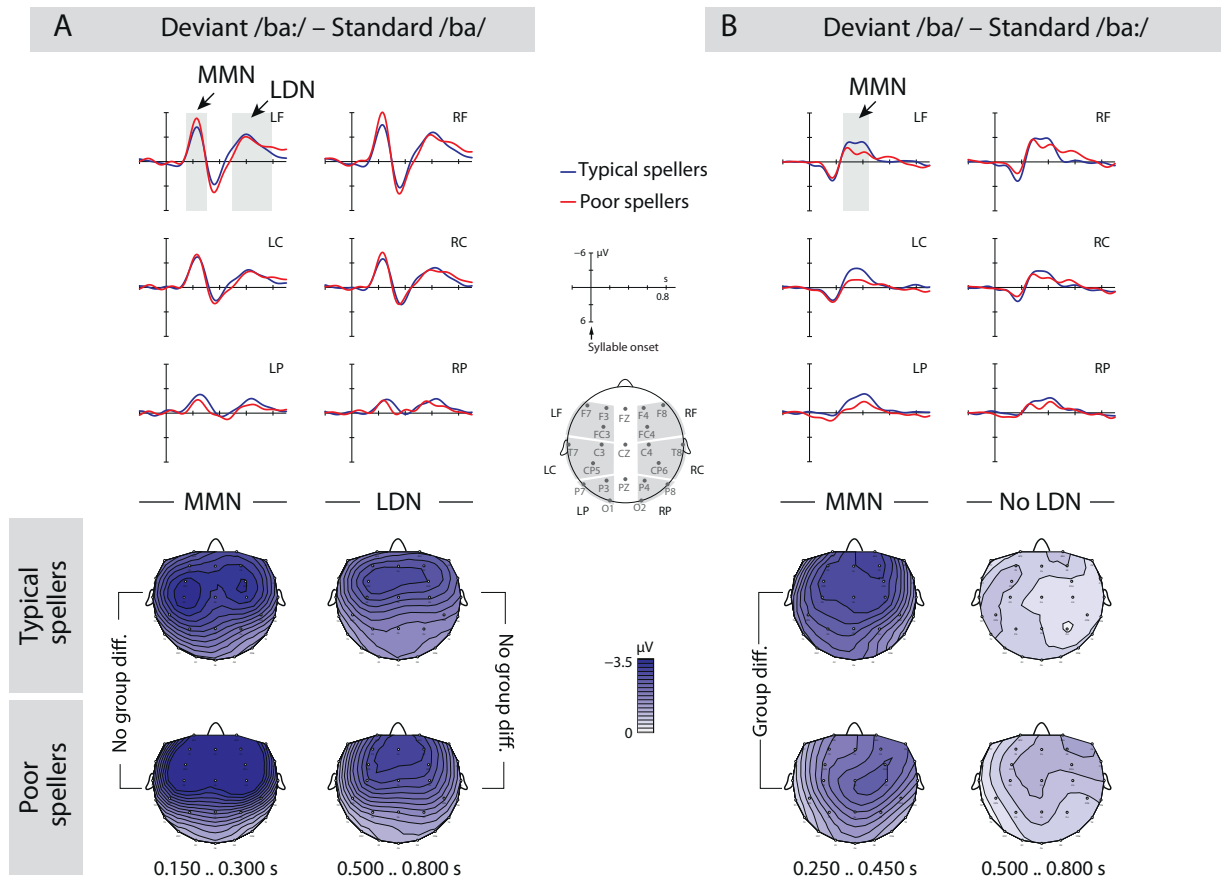 A Deviant /ba:/ – Standard /ba/
B Deviant /ba/ – Standard /ba:/
MMN
LDN
LF
RF
LC
RC
LP
RP
Typical spellers
Poor spellers
−6
µV
s
0.8
6
Syllable onset
LF
RF
LC
RC
LP
RP
F7
F3
FZ
F4
F8
FC3
FC4
T7
C3
CZ
C4
T8
CP5
CP6
P7
P3
PZ
P4
P8
O1
O2
MMN
LF
RF
LC
RC
LP
RP
MMN
LDN
MMN
No LDN
Typical
spellers
Poor
spellers
No group diff.
No group diff.
µV
−3.5
0
Group diff.
0.150 .. 0.300 s
0.500 .. 0.800 s
0.250 .. 0.450 s
0.500 .. 0.800 s